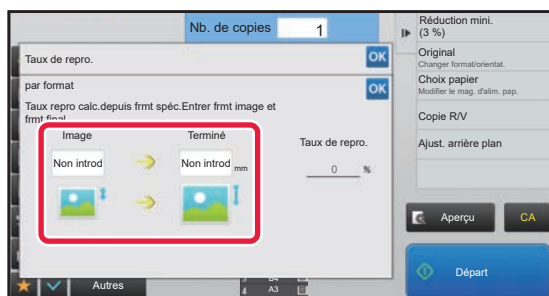 Nb. de copies 1
Taux de repro. OK
par format OK
Taux repro calc.depuis frmt spéc.Entrer frmt image et
frmt final.
Image Terminé
Taux de repro.
Non introd Non introd mm
0 %
Autres
A3
4
Réduction mini.
(3 %)
Original
Changer format/orientat.
Choix papier
Modifier le mag. d'alim. pap.
Copie R/V
Ajust. arrière plan
Aperçu CA
Départ